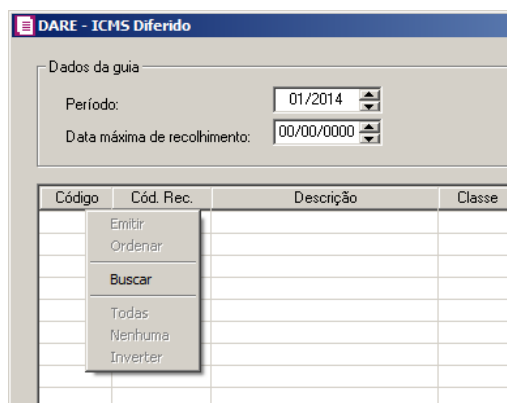 DARE - ICMS Diferido
Dados da guia
Período: 01/2014
Data máxima de recolhimento: 00/00/0000
Código Cód. Rec. Descrição Classe
Emitir
Ordenar
Buscar
Todas
Nenhuma
Inverter